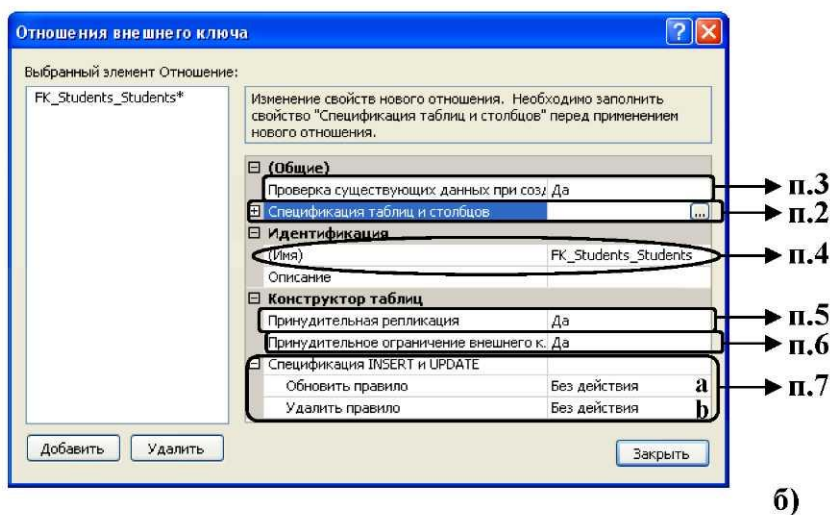 Отношения внешнего ключа
Выбранный элемент Отношение:
FK_Students_Students*
Изменение свойств нового отношения. Необходимо заполнить
свойство "Спецификация таблиц и столбцов" перед применением
нового отношения.
(Общие)
Проверка существующих данных при созд Да п.3
Спецификация таблиц и столбцов ... п.2
Идентификация
(Имя) FK_Students_Students п.4
Описание
Конструктор таблиц
Принудительная репликация Да п.5
Принудительное ограничение внешнего к. Да п.6
Спецификация INSERT и UPDATE п.7
Обновить правило Без действия a
Удалить правило Без действия b
Добавить Удалить Закрыть
б)